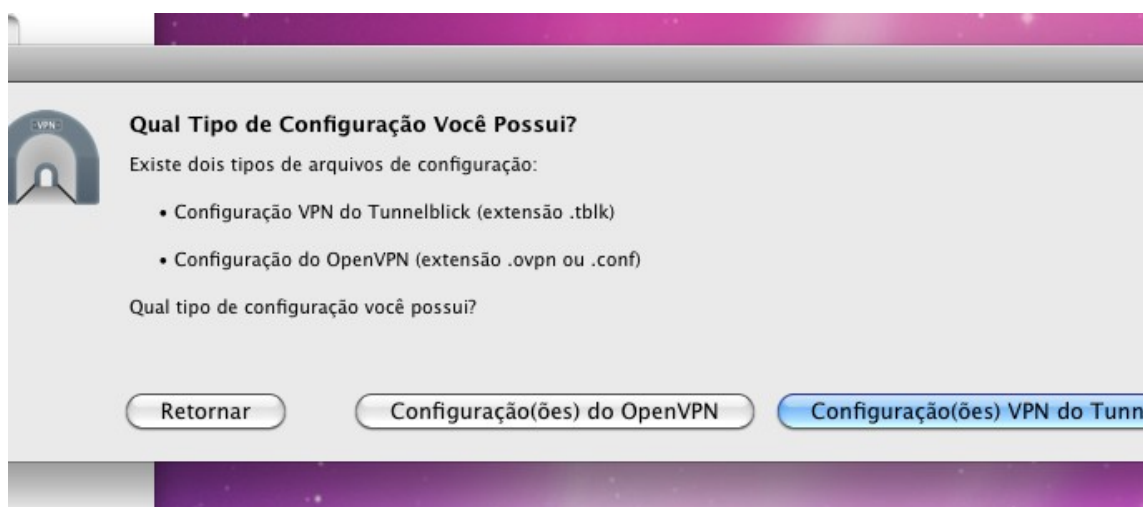 VPN
Qual Tipo de Configuração Você Possui?
Existe dois tipos de arquivos de configuração:
• Configuração VPN do Tunnelblick (extensão .tblk)
• Configuração do OpenVPN (extensão .ovpn ou .conf)
Qual tipo de configuração você possui?
Retornar
Configuração(ões) do OpenVPN
Configuração(ões) VPN do Tunn